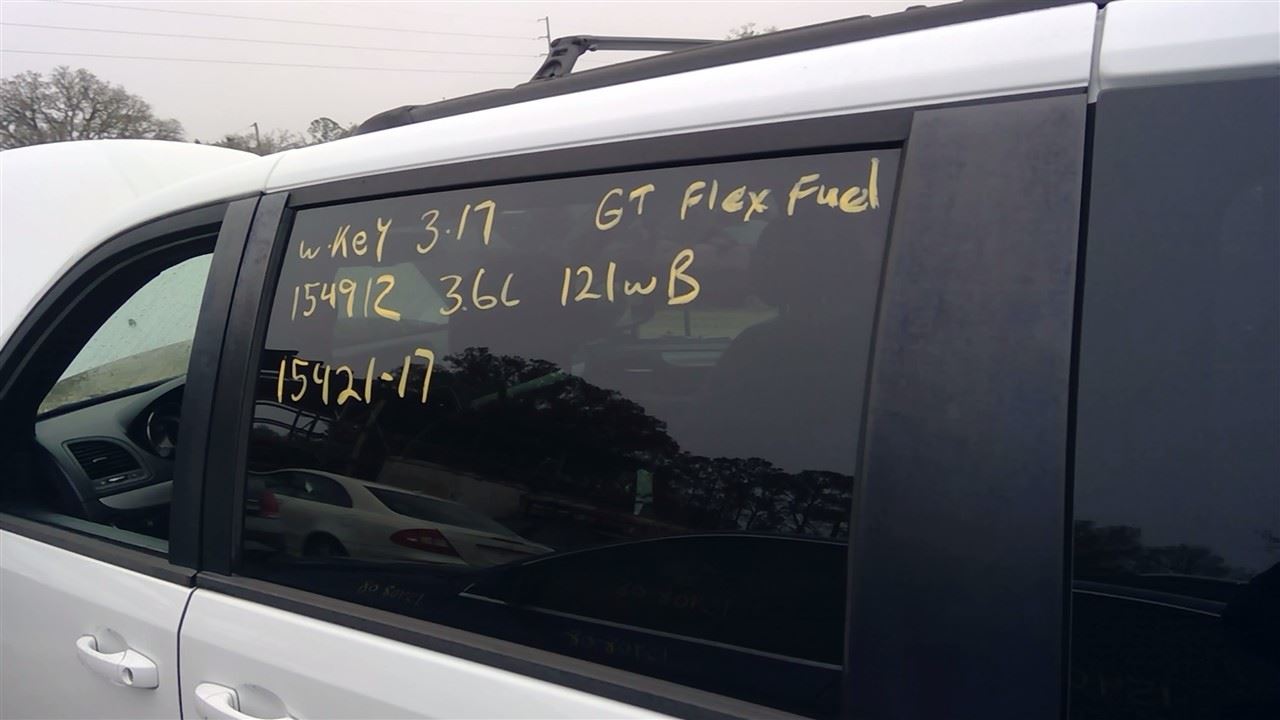 w.Key 3.17 GT Flex Fuel
154912 3.6L 121WB
15421-17